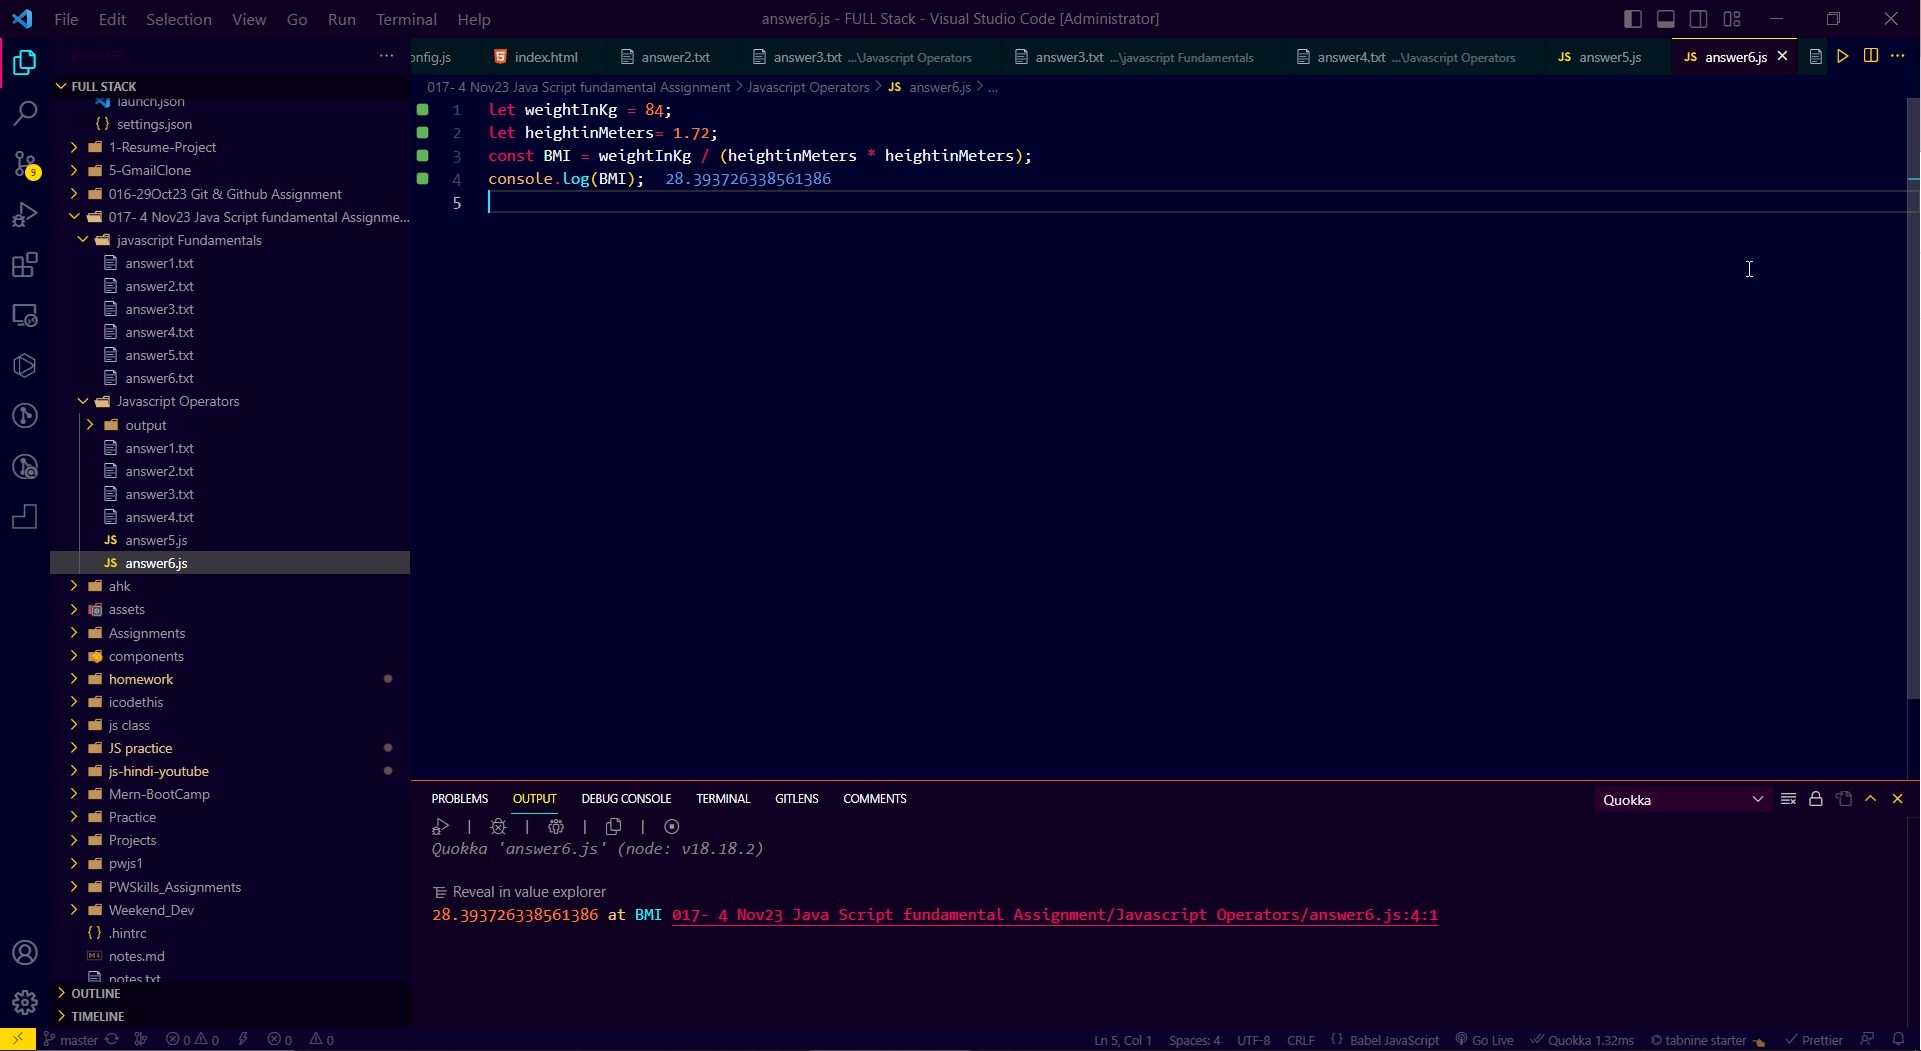 File Edit Selection View Go Run Terminal Help
answer6.js - FULL Stack - Visual Studio Code [Administrator]
EXPLORER
onfig.js
index.html
answer2.txt
answer3.txt ...\Javascript Operators
answer3.txt ...\javascript Fundamentals
answer4.txt ...\Javascript Operators
JS answer5.js
JS answer6.js
FULL STACK
launch.json
{ } settings.json
1-Resume-Project
5-GmailClone
016-29Oct23 Git & Github Assignment
017- 4 Nov23 Java Script fundamental Assignme...
javascript Fundamentals
answer1.txt
answer2.txt
answer3.txt
answer4.txt
answer5.txt
answer6.txt
Javascript Operators
output
answer1.txt
answer2.txt
answer3.txt
answer4.txt
JS answer5.js
JS answer6.js
ahk
assets
Assignments
components
homework
icodethis
js class
JS practice
js-hindi-youtube
Mern-BootCamp
Practice
Projects
pwjs1
PWSkills_Assignments
Weekend_Dev
{ } .hintrc
notes.md
notes.txt
OUTLINE
TIMELINE
9
017- 4 Nov23 Java Script fundamental Assignment > Javascript Operators > JS answer6.js > ...
1 let weightInKg = 84;
2 let heightinMeters= 1.72;
3 const BMI = weightInKg / (heightinMeters * heightinMeters);
4 console.log(BMI); 28.393726338561386
5
PROBLEMS OUTPUT DEBUG CONSOLE TERMINAL GITLENS COMMENTS
Quokka
Quokka 'answer6.js' (node: v18.18.2)
Reveal in value explorer
28.393726338561386 at BMI 017- 4 Nov23 Java Script fundamental Assignment/Javascript Operators/answer6.js:4:1
master 0 0 0 0
Ln 5, Col 1 Spaces: 4 UTF-8 CRLF { } Babel JavaScript Go Live Quokka 1.32ms tabnine starter Prettier